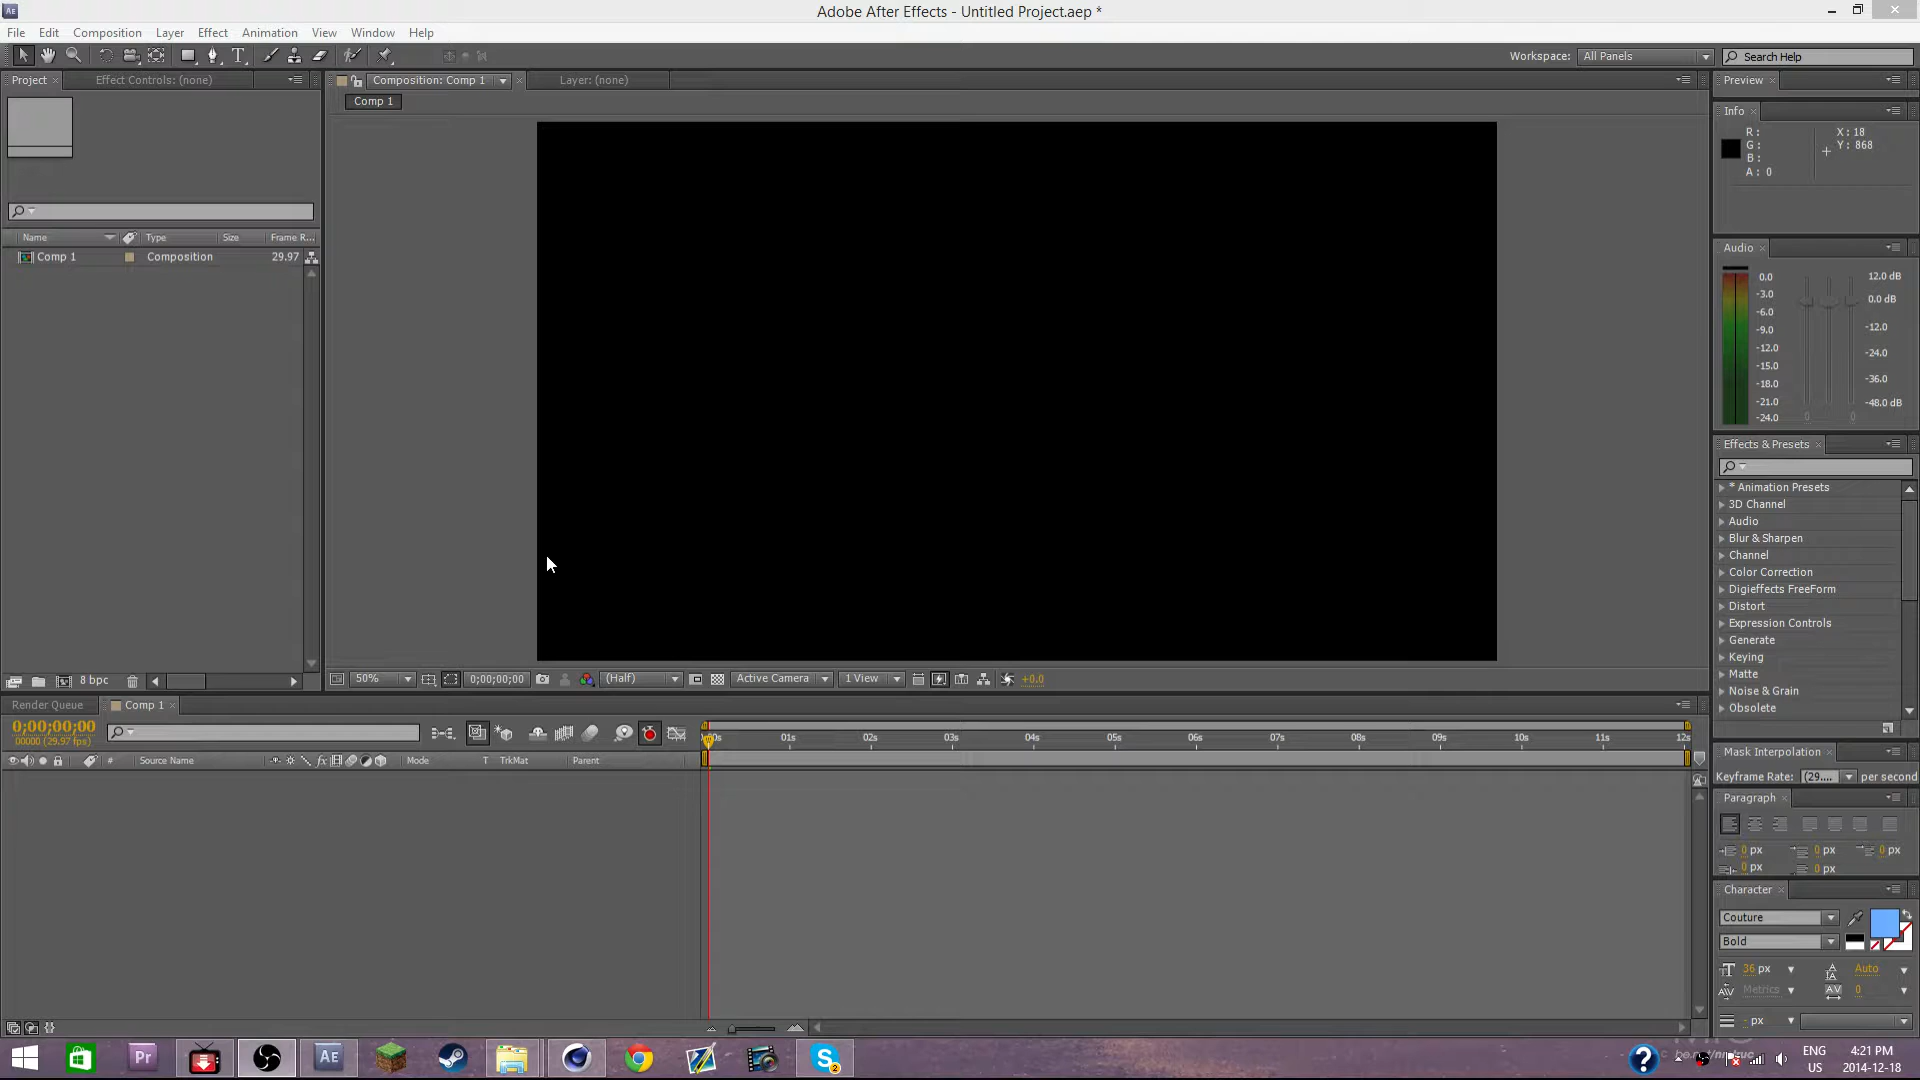 Adobe After Effects - Untitled Project.aep *
File Edit Composition Layer Effect Animation View Window Help
Workspace: All Panels Search Help
Project Effect Controls: (none) Composition: Comp 1 Layer: (none) Preview
Comp 1
Info
R: X: 18
G: Y: 868
B:
A: 0
Name Type Size Frame R...
Comp 1 Composition 29.97
Audio
0.0 12.0 dB
-3.0 0.0 dB
-6.0
-9.0 -12.0
-12.0 -24.0
-15.0
-18.0 -36.0
-21.0 -48.0 dB
-24.0 0 0
Effects & Presets
* Animation Presets
3D Channel
Audio
Blur & Sharpen
Channel
Color Correction
Digieffects FreeForm
Distort
Expression Controls
Generate
Keying
Matte
Noise & Grain
Obsolete
8 bpc 50% 0;00;00;00 (Half) Active Camera 1 View +0.0
Render Queue Comp 1
0;00;00;00
00000 (29.97 fps)
01s 02s 03s 04s 05s 06s 07s 08s 09s 10s 11s 12s
# Source Name fx Mode T TrkMat Parent
Mask Interpolation
Keyframe Rate: (29.... per second
Paragraph
0 px 0 px 0 px
0 px 0 px
Character
Couture
Bold
36 px Auto
Metrics 0
- px
Pr Ae 2 ? ENG 4:21 PM
US 2014-12-18